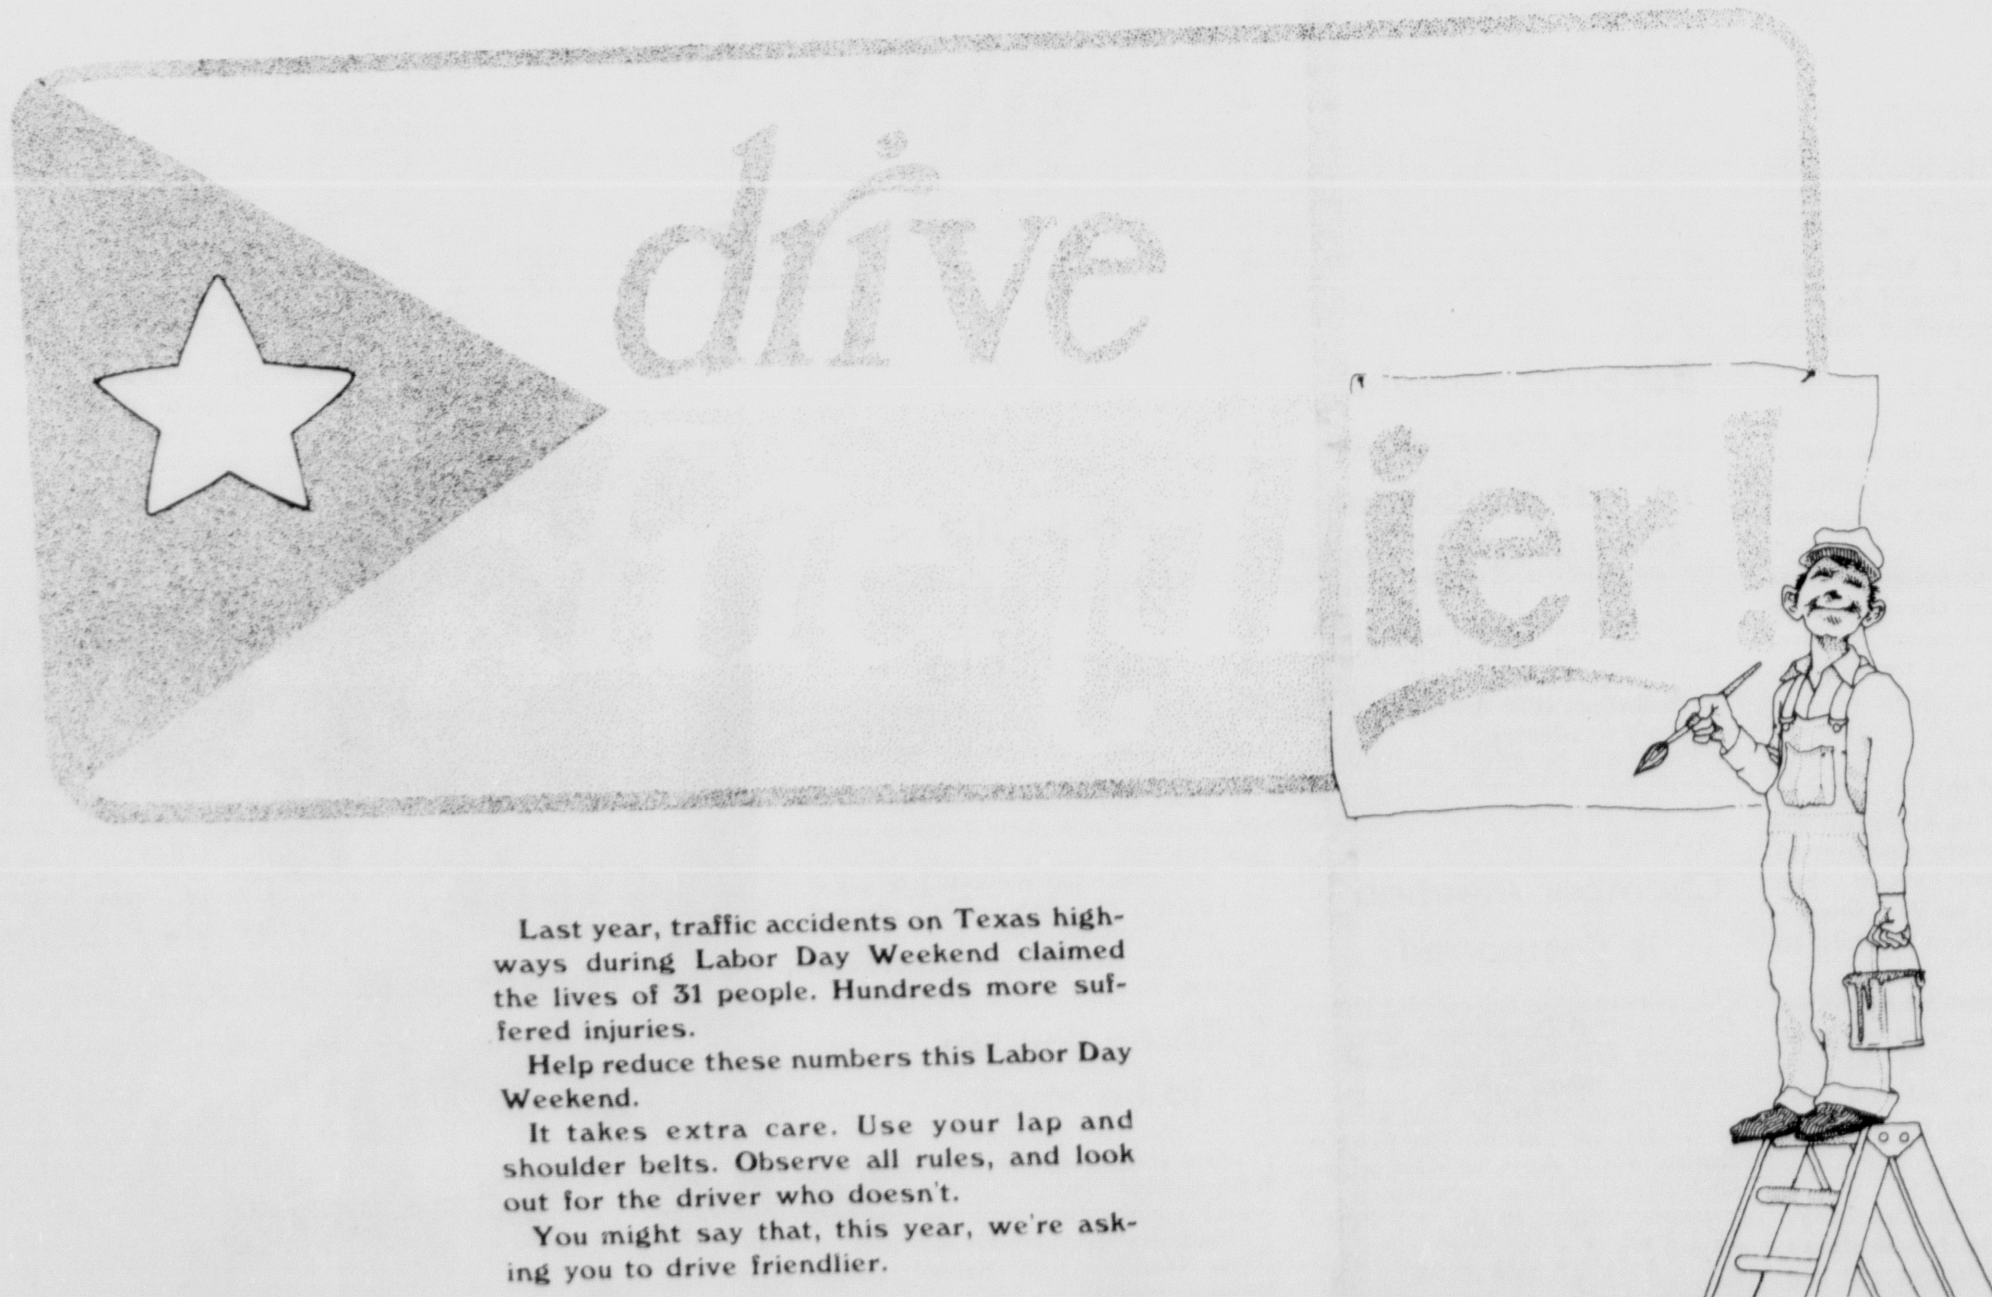 drive
ier!
Last year, traffic accidents on Texas high-
ways during Labor Day Weekend claimed
the lives of 31 people. Hundreds more suf-
fered injuries.
Help reduce these numbers this Labor Day
Weekend.
It takes extra care. Use your lap and
shoulder belts. Observe all rules, and look
out for the driver who doesn't.
You might say that, this year, we're ask-
ing you to drive friendlier.